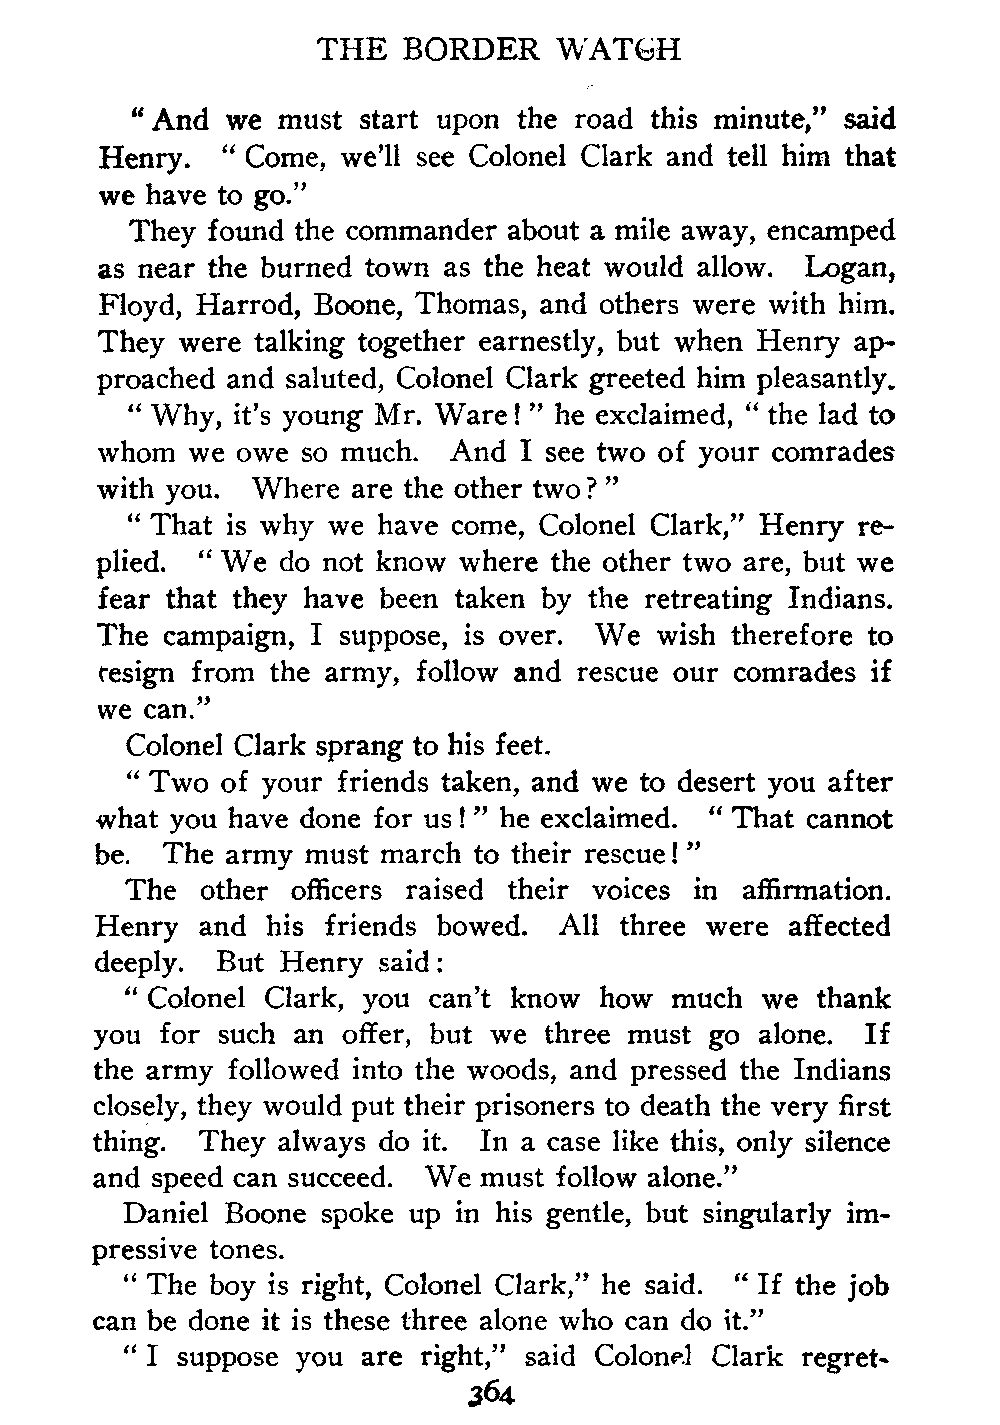 THE BORDER WATCH
“ And we must start upon the road this minute,” said
Henry. “ Come, we'll see Colonel Clark and tell him that
we have to go.”
They found the commander about a mile away, encamped
as near the burned town as the heat would allow. Logan,
Floyd, Harrod, Boone, Thomas, and others were with him.
They were talking together earnestly, but when Henry ap-
proached and saluted, Colonel Clark greeted him pleasantly.
“ Why, it's young Mr. Ware! ” he exclaimed, “ the lad to
whom we owe so much. And I see two of your comrades
with you. Where are the other two? ”
“ That is why we have come, Colonel Clark,” Henry re-
plied. “ We do not know where the other two are, but we
fear that they have been taken by the retreating Indians.
The campaign, I suppose, is over. We wish therefore to
resign from the army, follow and rescue our comrades if
we can.”
Colonel Clark sprang to his feet.
“ Two of your friends taken, and we to desert you after
what you have done for us! ” he exclaimed. “ That cannot
be. The army must march to their rescue! ”
The other officers raised their voices in affirmation.
Henry and his friends bowed. All three were affected
deeply. But Henry said:
“ Colonel Clark, you can't know how much we thank
you for such an offer, but we three must go alone. If
the army followed into the woods, and pressed the Indians
closely, they would put their prisoners to death the very first
thing. They always do it. In a case like this, only silence
and speed can succeed. We must follow alone.”
Daniel Boone spoke up in his gentle, but singularly im-
pressive tones.
“ The boy is right, Colonel Clark,” he said. “ If the job
can be done it is these three alone who can do it.”
“ I suppose you are right,” said Colonel Clark regret-
364